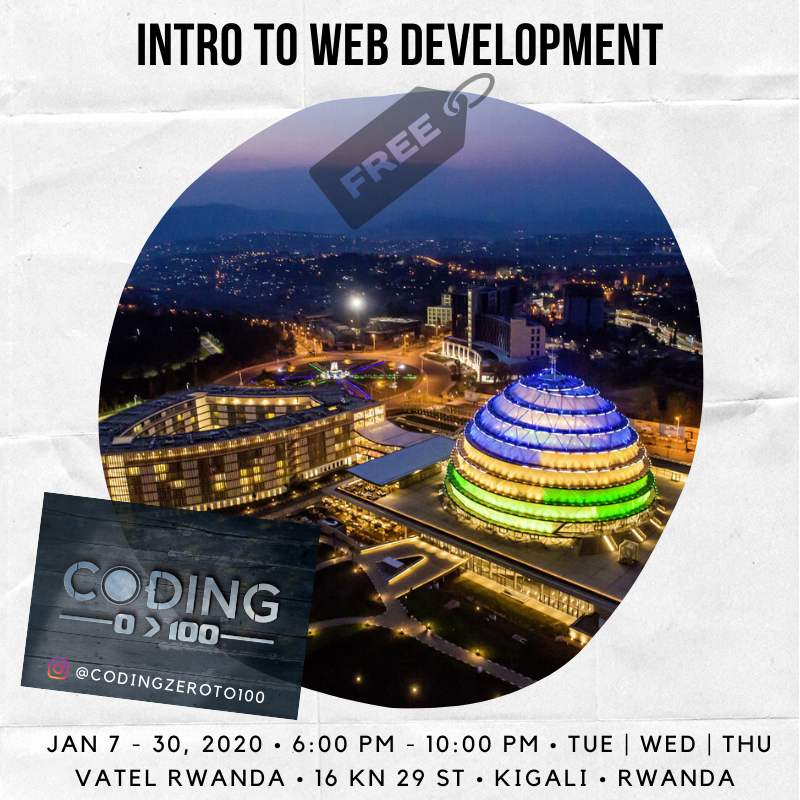 INTRO TO WEB DEVELOPMENT
FREE
CODING
0 > 100
@CODINGZEROTO100
JAN 7 - 30, 2020 • 6:00 PM - 10:00 PM • TUE | WED | THU
VATEL RWANDA • 16 KN 29 ST • KIGALI • RWANDA